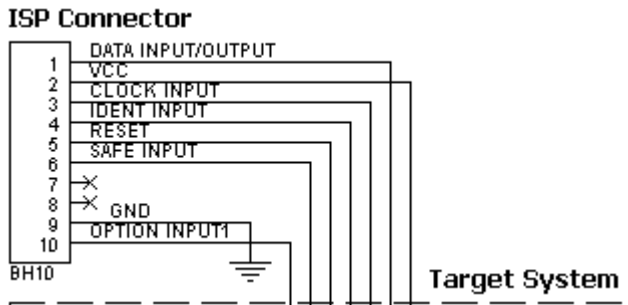 ISP Connector
1 DATA INPUT/OUTPUT
2 VCC
3 CLOCK INPUT
4 IDENT INPUT
5 RESET
6 SAFE INPUT
7
8
9 GND
10 OPTION INPUT1
BH10
Target System